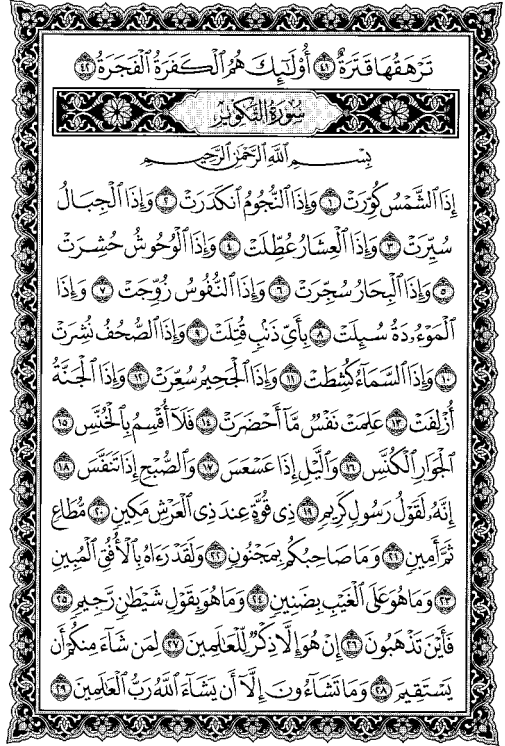 تَرْهَقُهَا قَتَرَةٌ ٤١ أُوْلَٰٓئِكَ هُمُ ٱلْكَفَرَةُ ٱلْفَجَرَةُ ٤٢
سُورَةُ التَّكْوِيرِ
بِسْمِ ٱللَّهِ ٱلرَّحْمَٰنِ ٱلرَّحِيمِ
إِذَا ٱلشَّمْسُ كُوِّرَتْ ١ وَإِذَا ٱلنُّجُومُ ٱنكَدَرَتْ ٢ وَإِذَا ٱلْجِبَالُ
سُيِّرَتْ ٣ وَإِذَا ٱلْعِشَارُ عُطِّلَتْ ٤ وَإِذَا ٱلْوُحُوشُ حُشِرَتْ
٥ وَإِذَا ٱلْبِحَارُ سُجِّرَتْ ٦ وَإِذَا ٱلنُّفُوسُ زُوِّجَتْ ٧ وَإِذَا
ٱلْمَوْءُۥدَةُ سُئِلَتْ ٨ بِأَيِّ ذَنۢبٍ قُتِلَتْ ٩ وَإِذَا ٱلصُّحُفُ نُشِرَتْ
١٠ وَإِذَا ٱلسَّمَآءُ كُشِطَتْ ١١ وَإِذَا ٱلْجَحِيمُ سُعِّرَتْ ١٢ وَإِذَا ٱلْجَنَّةُ
أُزْلِفَتْ ١٣ عَلِمَتْ نَفْسٌ مَّآ أَحْضَرَتْ ١٤ فَلَآ أُقْسِمُ بِٱلْخُنَّسِ ١٥
ٱلْجَوَارِ ٱلْكُنَّسِ ١٦ وَٱلَّيْلِ إِذَا عَسْعَسَ ١٧ وَٱلصُّبْحِ إِذَا تَنَفَّسَ ١٨
إِنَّهُۥ لَقَوْلُ رَسُولٍ كَرِيمٍ ١٩ ذِي قُوَّةٍ عِندَ ذِي ٱلْعَرْشِ مَكِينٍ ٢٠ مُّطَاعٍ
ثَمَّ أَمِينٍ ٢١ وَمَا صَاحِبُكُم بِمَجْنُونٍ ٢٢ وَلَقَدْ رَءَاهُ بِٱلْأُفُقِ ٱلْمُبِينِ
٢٣ وَمَا هُوَ عَلَى ٱلْغَيْبِ بِضَنِينٍ ٢٤ وَمَا هُوَ بِقَوْلِ شَيْطَٰنٍ رَّجِيمٍ ٢٥
فَأَيْنَ تَذْهَبُونَ ٢٦ إِنْ هُوَ إِلَّا ذِكْرٌ لِّلْعَٰلَمِينَ ٢٧ لِمَن شَآءَ مِنكُمْ أَن
يَسْتَقِيمَ ٢٨ وَمَا تَشَآءُونَ إِلَّآ أَن يَشَآءَ ٱللَّهُ رَبُّ ٱلْعَٰلَمِينَ ٢٩